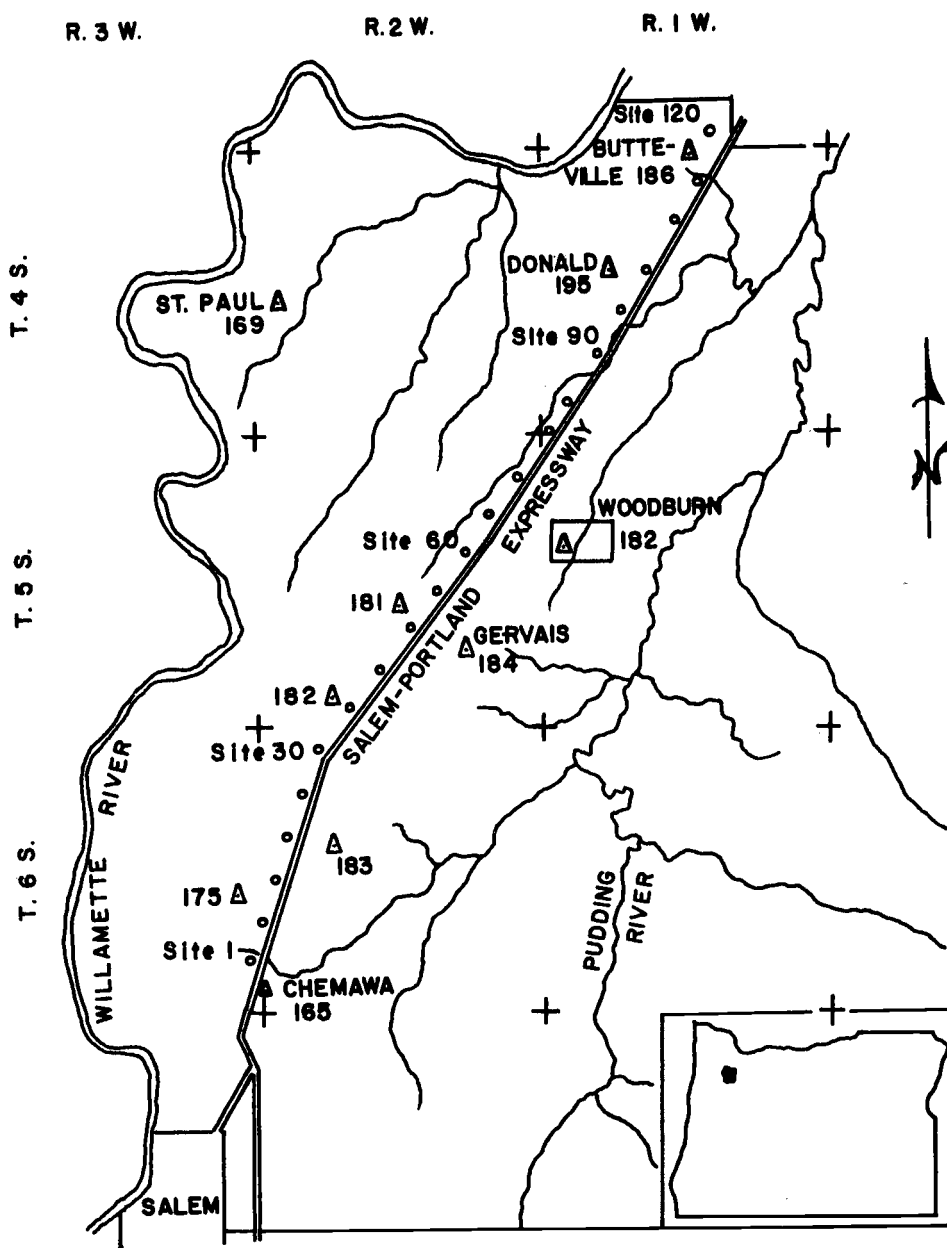 R. 3 W.
R. 2 W.
R. 1 W.
Site 120
BUTTE-
VILLE 186
T. 4 S.
DONALD
195
ST. PAUL
169
Site 90
N
EXPRESSWAY
WOODBURN
182
Site 60
T. 5 S.
181
SALEM-PORTLAND
GERVAIS
184
182
Site 30
WILLAMETTE RIVER
T. 6 S.
183
175
PUDDING
RIVER
Site 1
CHEMAWA
165
SALEM